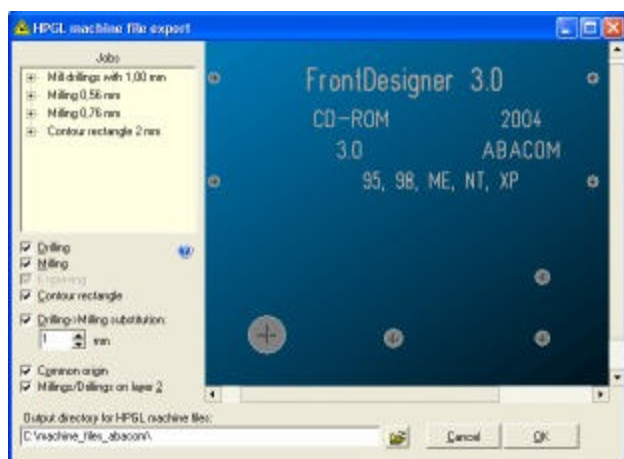 HPGL machine file export
Jobs
Mill drillings with 1,00 mm
Milling 0,56 mm
Milling 0,76 mm
Contour rectangle 2 mm
FrontDesigner 3.0
CD-ROM 2004
3.0 ABACOM
95, 98, ME, NT, XP
Drilling
Milling
Contour rectangle
Drilling->Milling substitution:
1 mm
Common origin
Millings/Drillings on layer 2
Output directory for HPGL machine files:
C:\machine_files_abacom\
Cancel OK